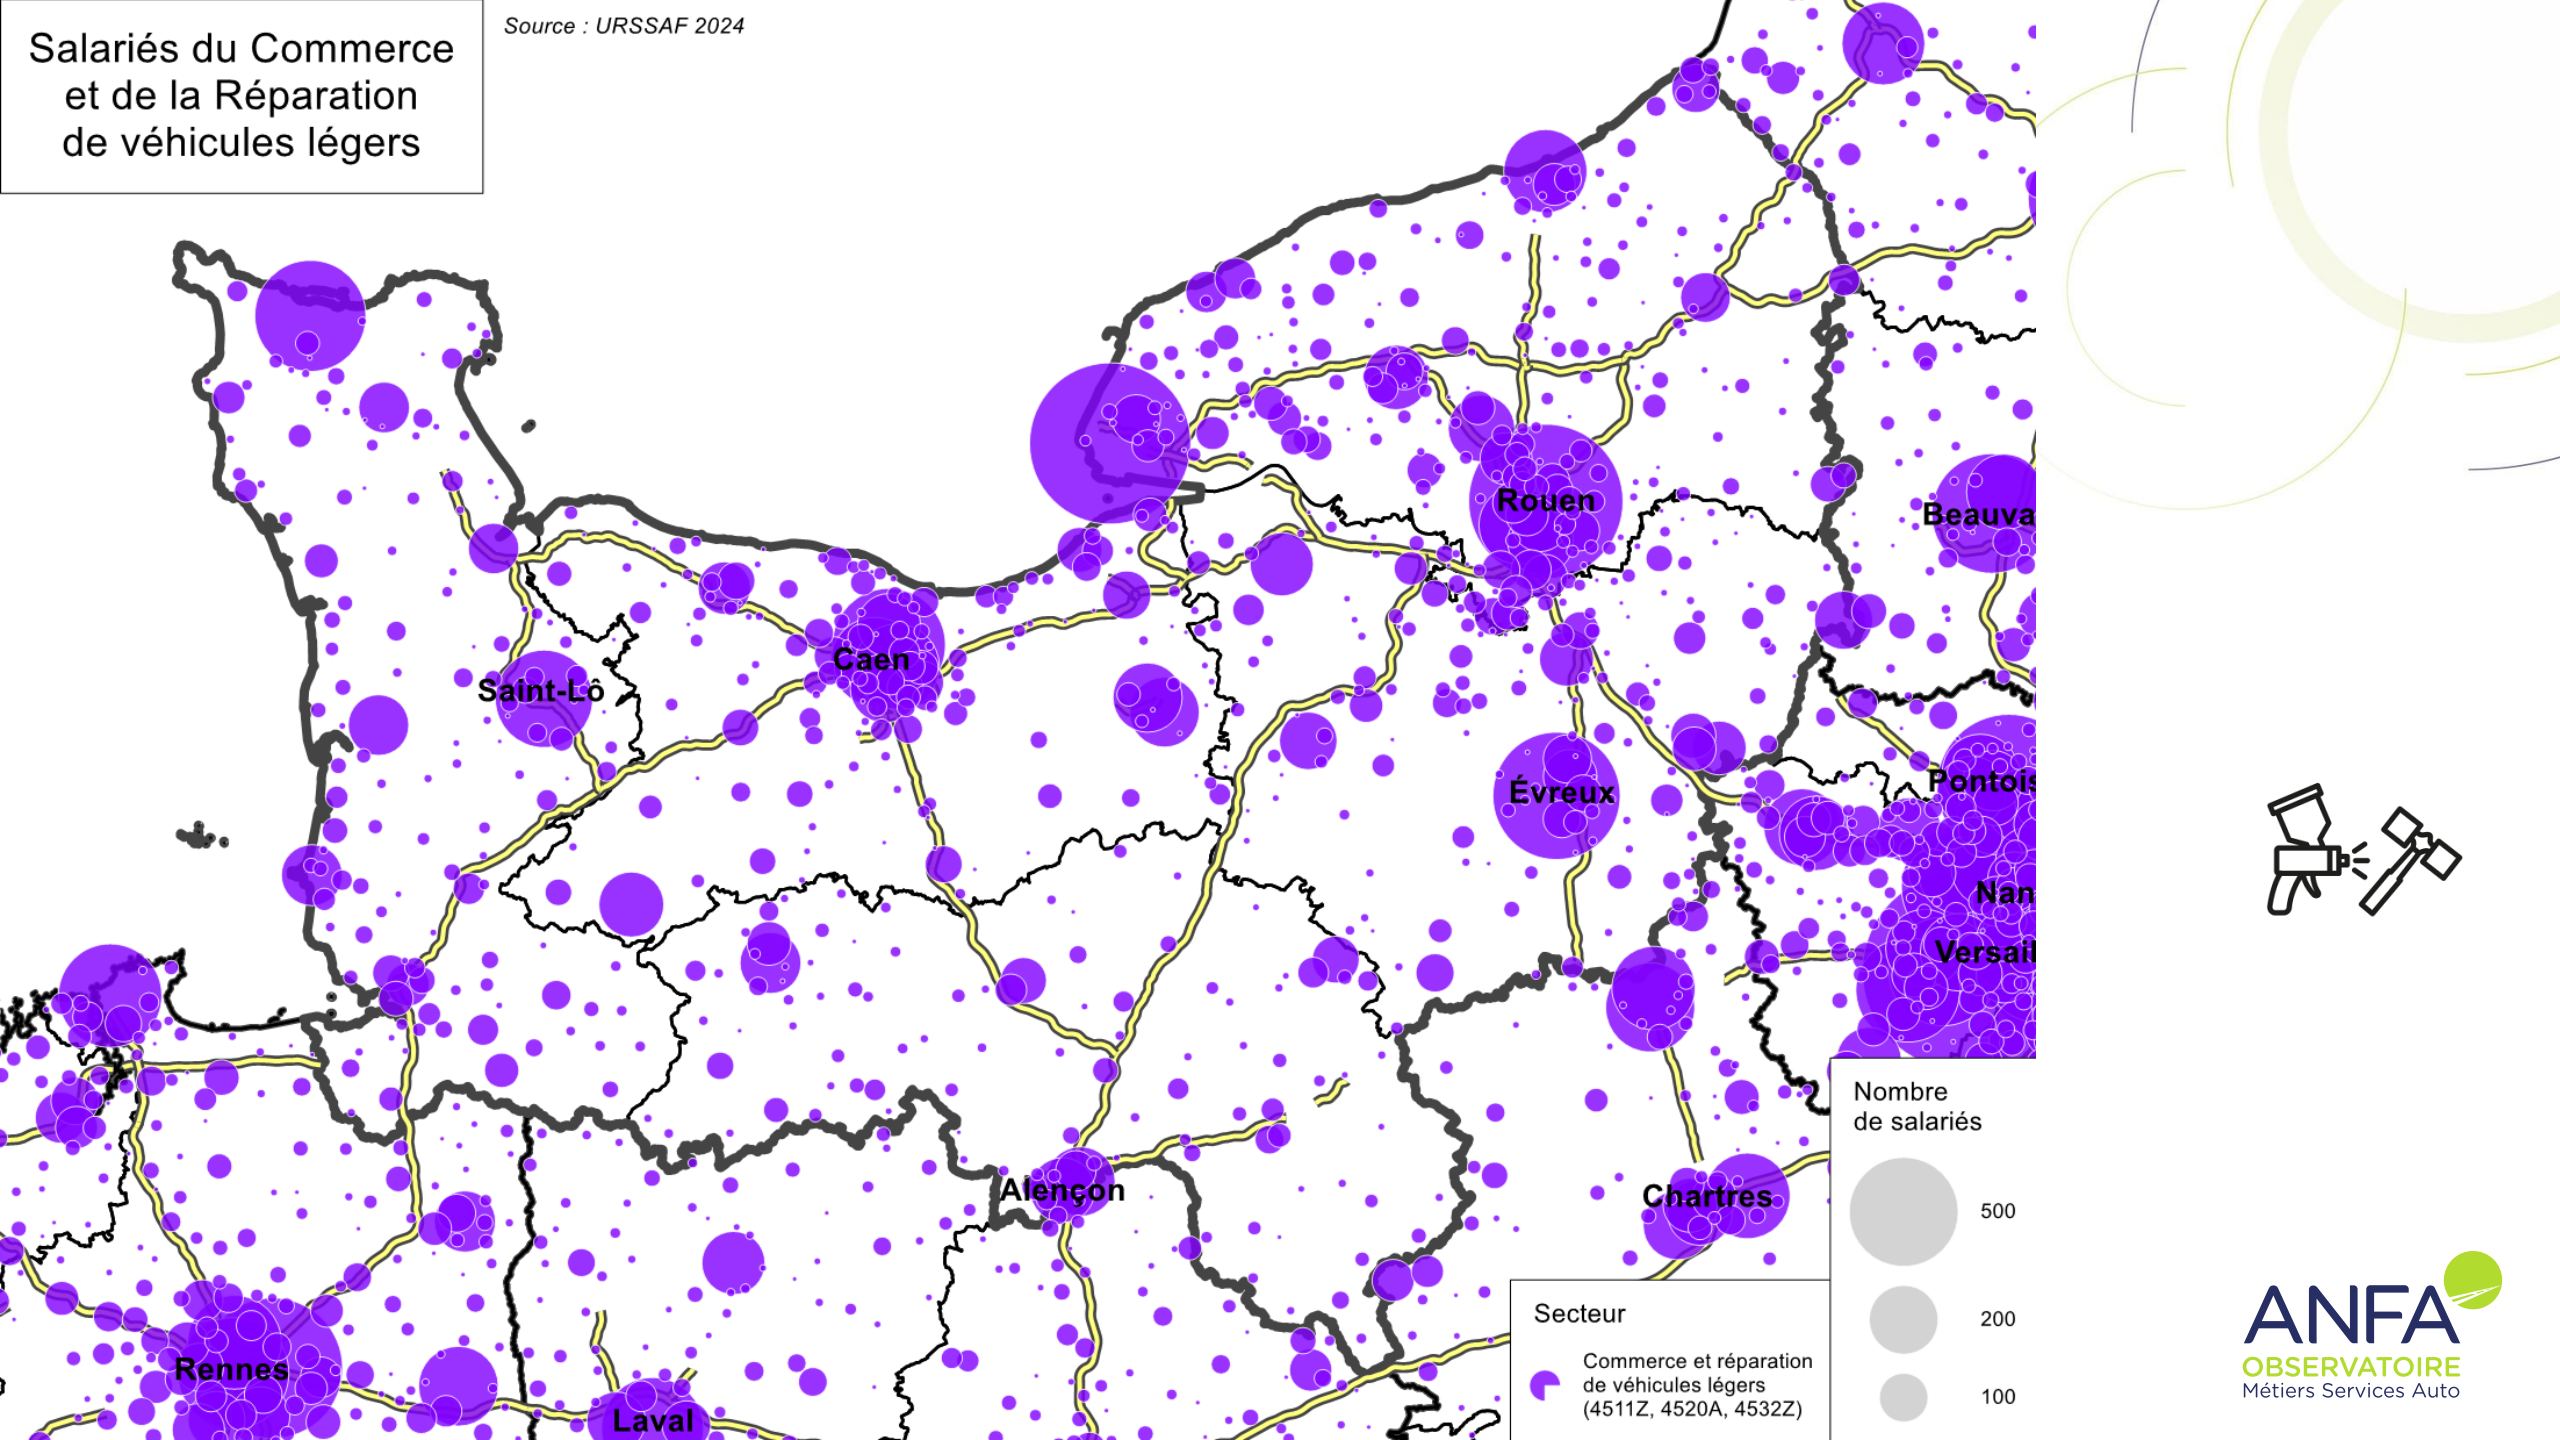 Salariés du Commerce
et de la Réparation
de véhicules légers
Source : URSSAF 2024
Rouen
Beauva
Caen
Saint-Lô
Évreux
Pontois
Nan
Versail
Alençon
Chartres
Rennes
Laval
Nombre
de salariés
500
200
100
Secteur
Commerce et réparation
de véhicules légers
(4511Z, 4520A, 4532Z)
ANFA
OBSERVATOIRE
Métiers Services Auto